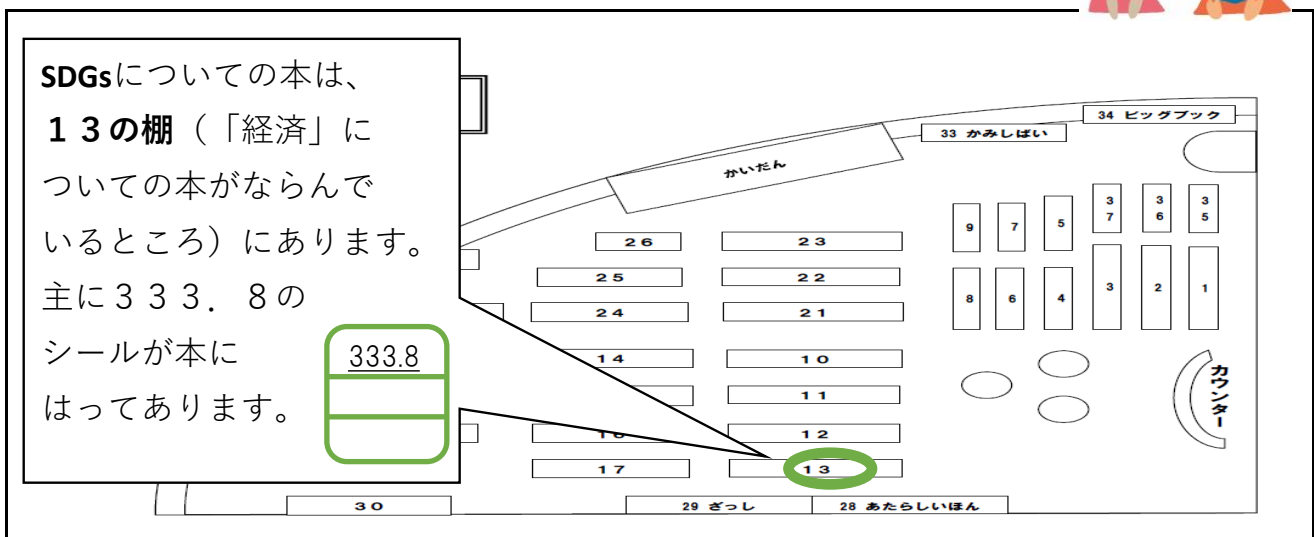 SDGsについての本は、
１３の棚（「経済」に
ついての本がならんで
いるところ）にあります。
主に３３３．８の
シールが本に
はってあります。
333.8
34 ビッグブック
33 かみしばい
かいだん
26
23
25
22
24
21
14
10
11
12
17
13
30
29 ざっし
28 あたらしいほん
9
7
5
37
36
35
8
6
4
3
2
1
カウンター